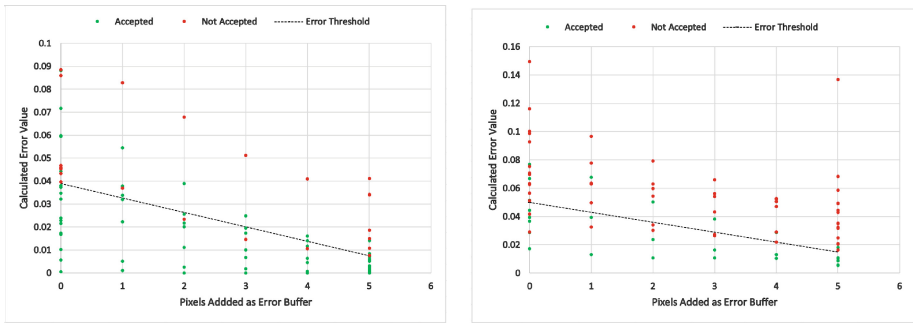 Accepted Not Accepted Error Threshold
0.1
0.09
0.08
0.07
0.06
0.05
0.04
0.03
0.02
0.01
0
Calculated Error Value
0 1 2 3 4 5 6
Pixels Addded as Error Buffer
Accepted Not Accepted Error Threshold
0.16
0.14
0.12
0.1
0.08
0.06
0.04
0.02
0
Calculated Error Value
0 1 2 3 4 5 6
Pixels Added as Error Buffer